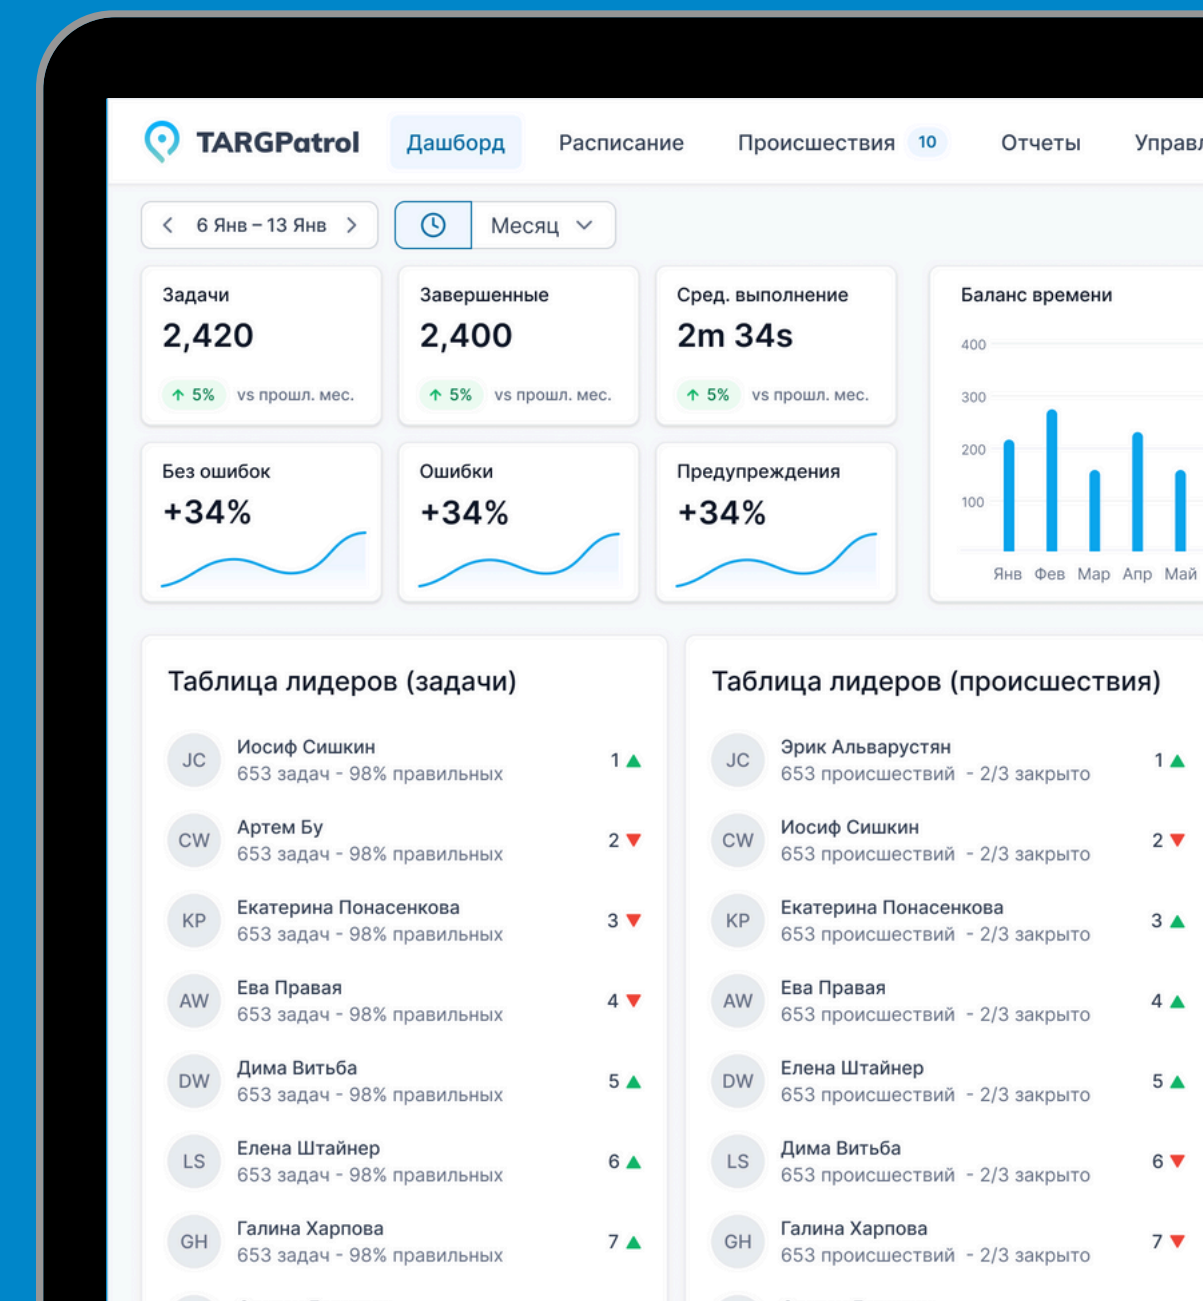 TARGPatrol Дашборд Расписание Происшествия 10 Отчеты
6 Янв – 13 Янв Месяц
Задачи
2,420
5% vs прошл. мес.
Завершенные
2,400
5% vs прошл. мес.
Сред. выполнение
2m 34s
5% vs прошл. мес.
Без ошибок
+34%
Ошибки
+34%
Предупреждения
+34%
Баланс времени
400
300
200
100
Янв Фев Мар Апр Май
Таблица лидеров (задачи)
JC Иосиф Сишкин
653 задач - 98% правильных
1
CW Артем Бу
653 задач - 98% правильных
2
KP Екатерина Понасенкова
653 задач - 98% правильных
3
AW Ева Правая
653 задач - 98% правильных
4
DW Дима Витьба
653 задач - 98% правильных
5
LS Елена Штайнер
653 задач - 98% правильных
6
GH Галина Харпова
653 задач - 98% правильных
7
Таблица лидеров (происшествия)
JC Эрик Альварустян
653 происшествий - 2/3 закрыто
1
CW Иосиф Сишкин
653 происшествий - 2/3 закрыто
2
KP Екатерина Понасенкова
653 происшествий - 2/3 закрыто
3
AW Ева Правая
653 происшествий - 2/3 закрыто
4
DW Елена Штайнер
653 происшествий - 2/3 закрыто
5
LS Дима Витьба
653 происшествий - 2/3 закрыто
6
GH Галина Харпова
653 происшествий - 2/3 закрыто
7